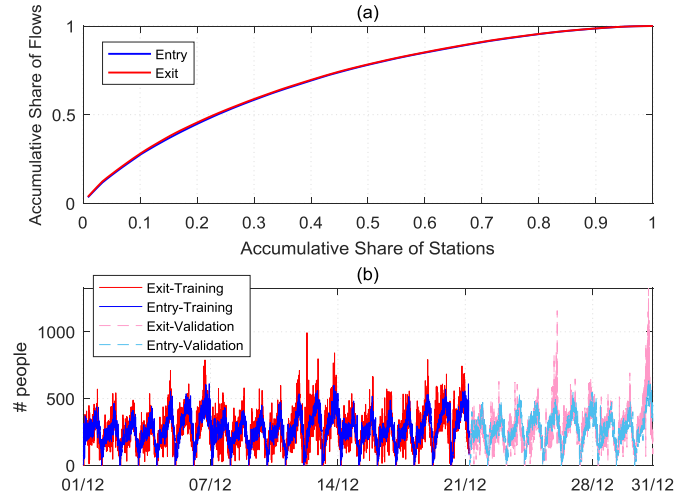 (a)
Accumulative Share of Flows
1
0.5
0
Entry
Exit
0 0.1 0.2 0.3 0.4 0.5 0.6 0.7 0.8 0.9 1
Accumulative Share of Stations
(b)
# people
1000
500
0
Exit-Training
Entry-Training
Exit-Validation
Entry-Validation
01/12 07/12 14/12 21/12 28/12 31/12